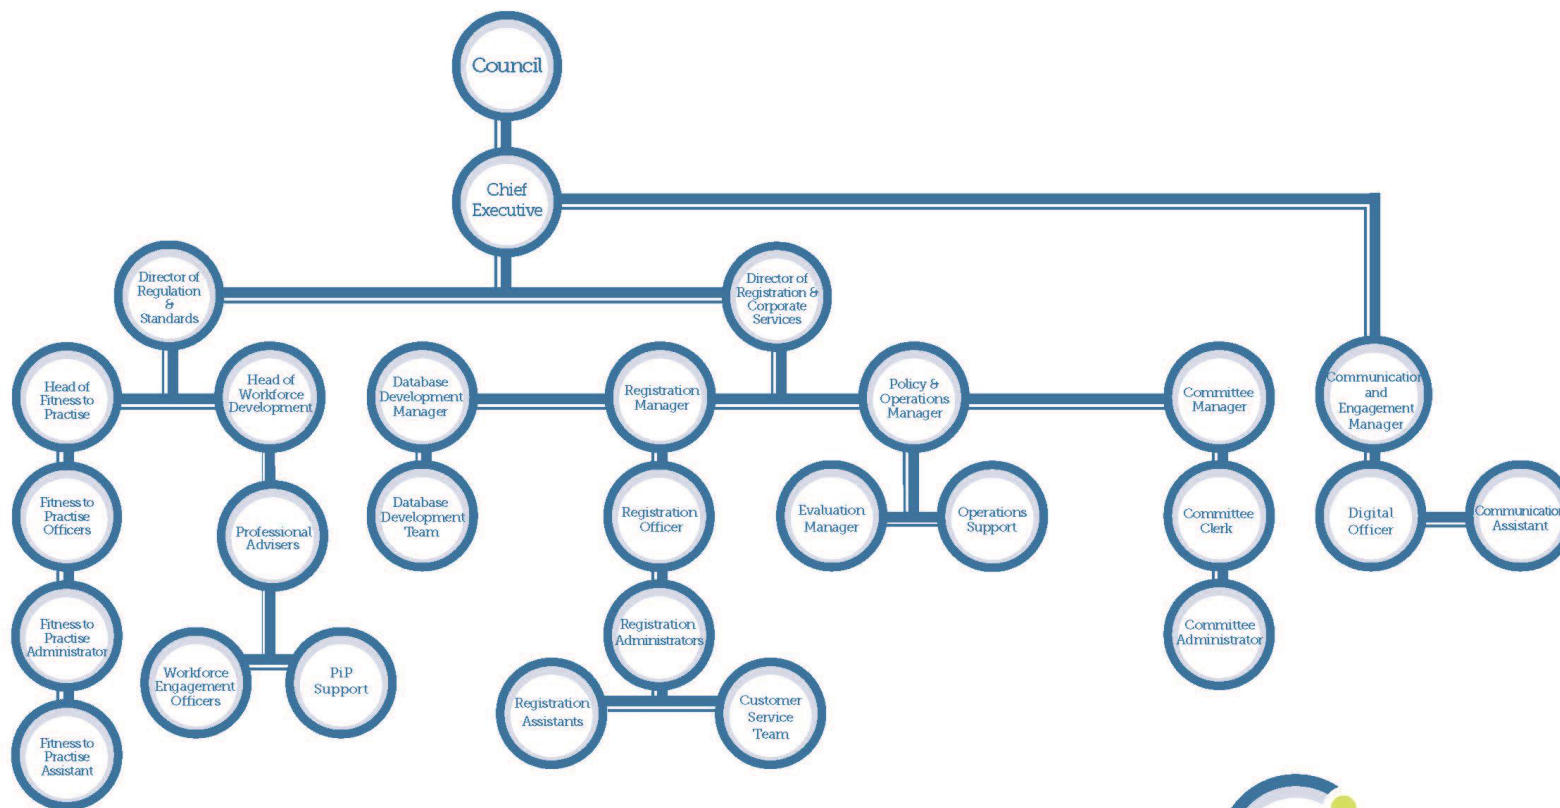 Council
Chief
Executive
Director of
Regulation
&
Standards
Director of
Registration &
Corporate
Services
Head of
Fitness to
Practise
Head of
Workforce
Development
Database
Development
Manager
Registration
Manager
Policy &
Operations
Manager
Committee
Manager
Communication
and
Engagement
Manager
Fitness to
Practise
Officers
Professional
Advisers
Database
Development
Team
Registration
Officer
Evaluation
Manager
Operations
Support
Committee
Clerk
Digital
Officer
Communication
Assistant
Fitness to
Practise
Administrator
Workforce
Engagement
Officers
PiP
Support
Registration
Administrators
Committee
Administrator
Registration
Assistants
Customer
Service
Team
Fitness to
Practise
Assistant